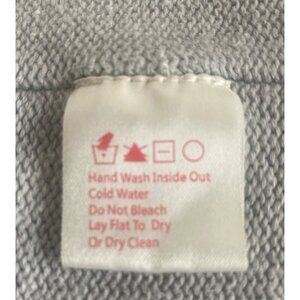 Hand Wash Inside Out
Cold Water
Do Not Bleach
Lay Flat To Dry
Or Dry Clean